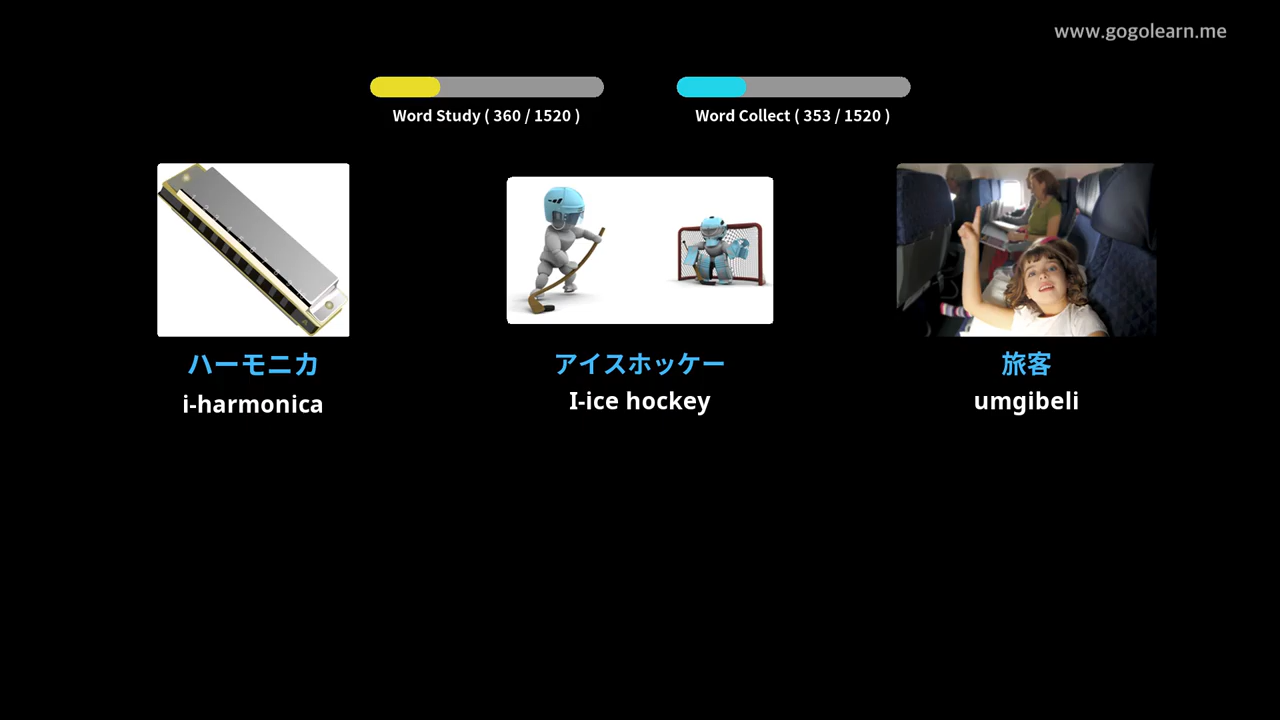 www.gogolearn.me
Word Study ( 360 / 1520 )
Word Collect ( 353 / 1520 )
ハーモニカ
i-harmonica
アイスホッケー
I-ice hockey
旅客
umgibeli